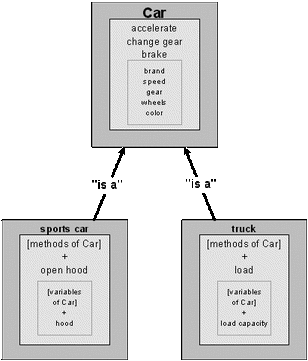 Car
accelerate
change gear
brake
brand
speed
gear
wheels
color
"is a"
"is a"
sports car
[methods of Car]
+
open hood
[variables
of Car]
+
hood
truck
[methods of Car]
+
load
[variables
of Car]
+
load capacity